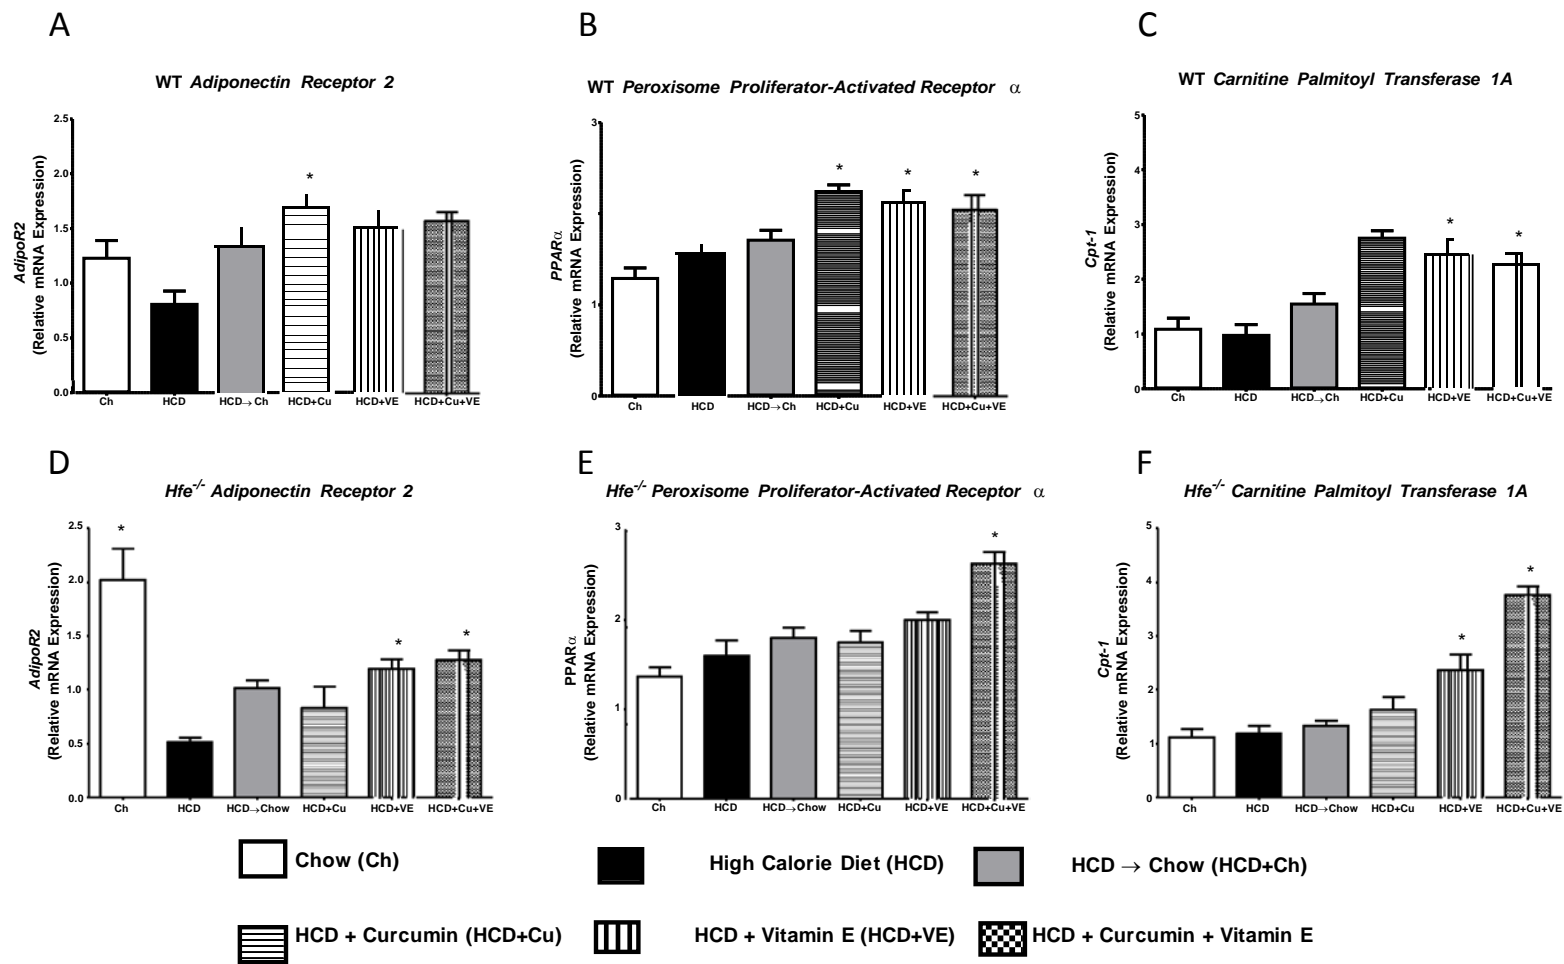 A
B
C
WT Adiponectin Receptor 2
WT Peroxisome Proliferator-Activated Receptor α
WT Carnitine Palmitoyl Transferase 1A
AdipoR2
(Relative mRNA Expression)
2.5
2.0
1.5
1.0
0.5
0.0
*
Ch HCD HCD→Ch HCD+Cu HCD+VE HCD+Cu+VE
PPARα
(Relative mRNA Expression)
3
1
0
* * *
Ch HCD HCD→Ch HCD+Cu HCD+VE HCD+Cu+VE
Cpt-1
(Relative mRNA Expression)
5
4
3
2
1
0
* *
Ch HCD HCD→Ch HCD+Cu HCD+VE HCD+Cu+VE
D
E
F
Hfe-/- Adiponectin Receptor 2
Hfe-/- Peroxisome Proliferator-Activated Receptor α
Hfe-/- Carnitine Palmitoyl Transferase 1A
AdipoR2
(Relative mRNA Expression)
2.5
2.0
1.5
1.0
0.5
0.0
* * *
Ch HCD HCD→Chow HCD+Cu HCD+VE HCD+Cu+VE
PPARα
(Relative mRNA Expression)
3
2
1
0
*
Ch HCD HCD→Chow HCD+Cu HCD+VE HCD+Cu+VE
Cpt-1
(Relative mRNA Expression)
5
4
3
2
1
0
* *
Ch HCD HCD→Chow HCD+Cu HCD+VE HCD+Cu+VE
Chow (Ch)
High Calorie Diet (HCD)
HCD → Chow (HCD+Ch)
HCD + Curcumin (HCD+Cu)
HCD + Vitamin E (HCD+VE)
HCD + Curcumin + Vitamin E